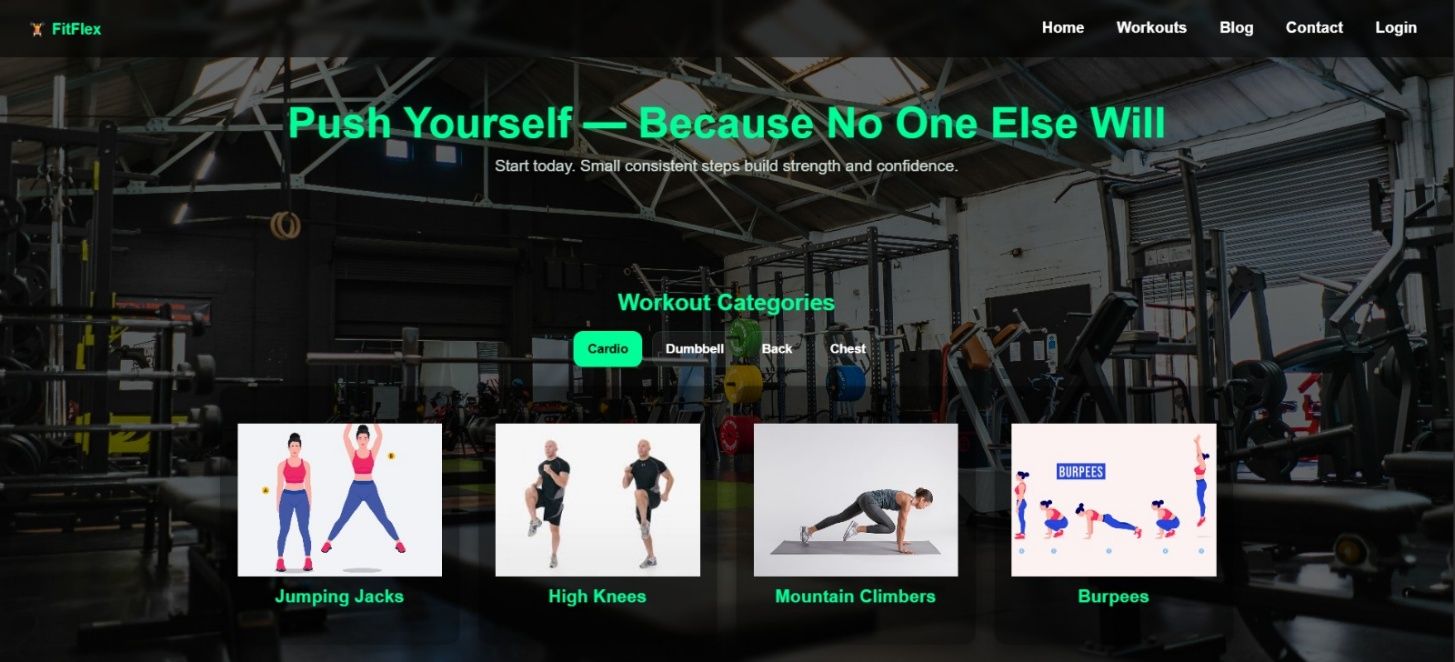 FitFlex
Home Workouts Blog Contact Login
Push Yourself — Because No One Else Will
Start today. Small consistent steps build strength and confidence.
Workout Categories
Cardio Dumbbell Back Chest
BURPEES
Jumping Jacks
High Knees
Mountain Climbers
Burpees